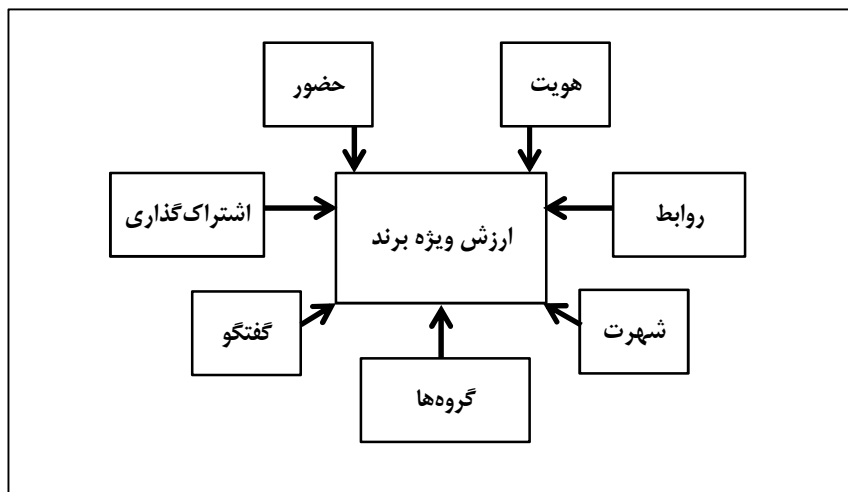 هویت
حضور
روابط
ارزش ویژه برند
اشتراک‌گذاری
شهرت
گفتگو
گروه‌ها